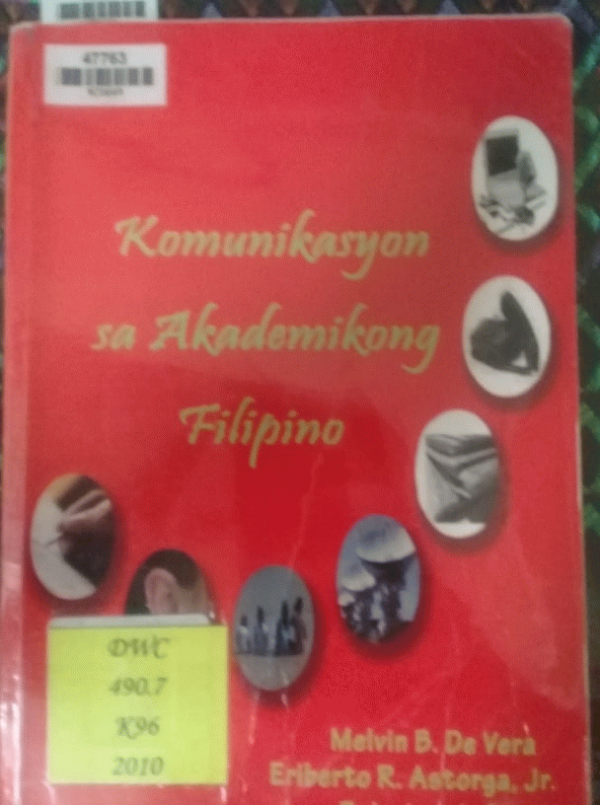 47763
Komunikasyon
sa Akademikong
Filipino
DWC
490.7
K96
2010
Melvin B. De Vera
Eriberto R. Astorga, Jr.